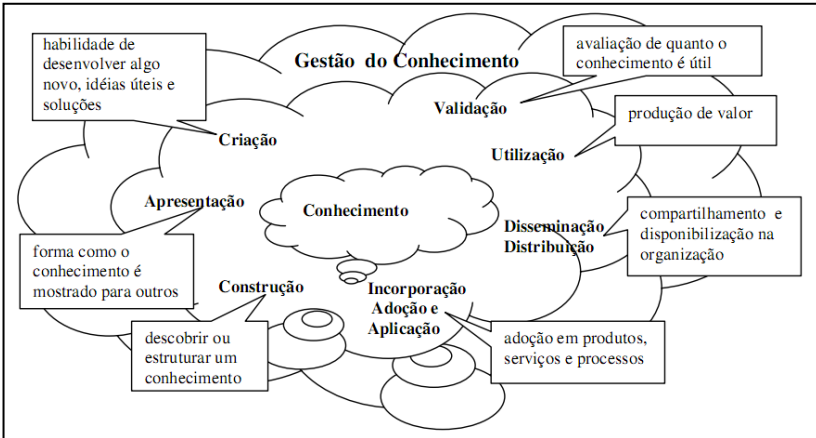 Gestão do Conhecimento
habilidade de
desenvolver algo
novo, idéias úteis e
soluções
Criação
avaliação de quanto o
conhecimento é útil
Validação
produção de valor
Utilização
Apresentação
forma como o
conhecimento é
mostrado para outros
Conhecimento
Disseminação
Distribuição
compartilhamento e
disponibilização na
organização
Construção
descobrir ou
estruturar um
conhecimento
Incorporação
Adoção e
Aplicação
adoção em produtos,
serviços e processos